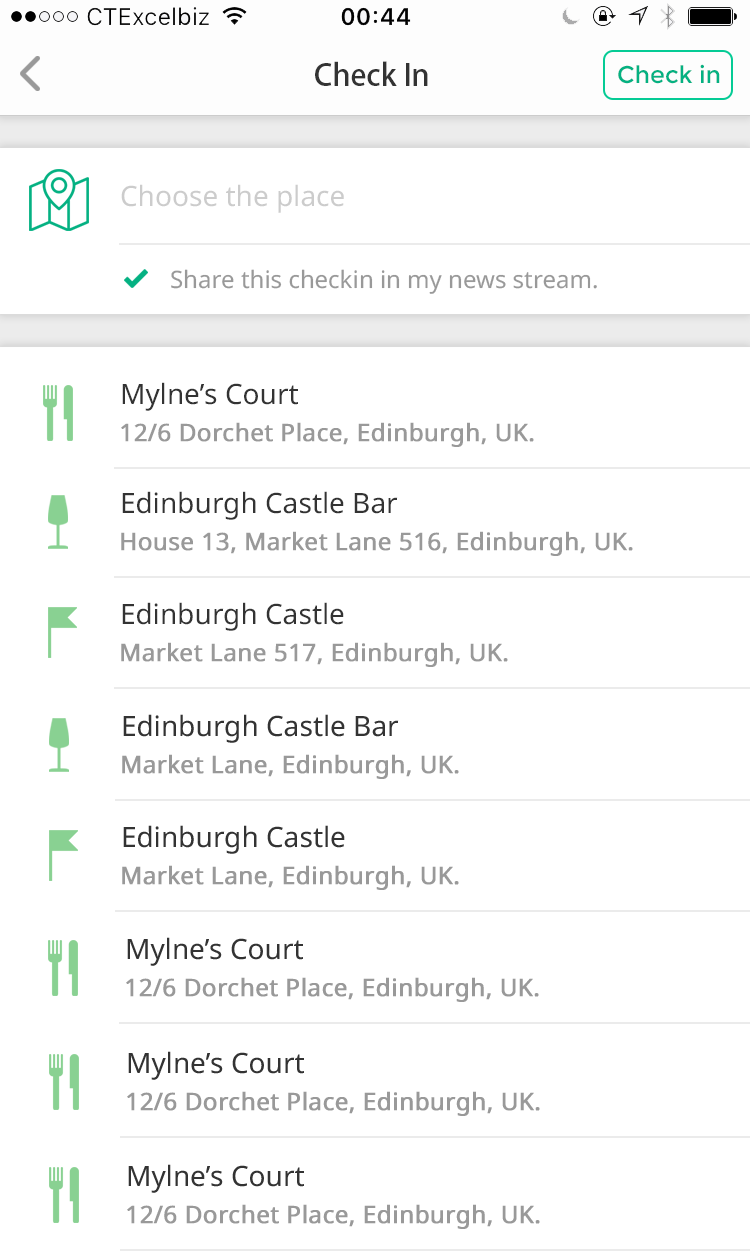 CTExcelbiz 00:44
Check In Check in
Choose the place
Share this checkin in my news stream.
Mylne’s Court
12/6 Dorchet Place, Edinburgh, UK.
Edinburgh Castle Bar
House 13, Market Lane 516, Edinburgh, UK.
Edinburgh Castle
Market Lane 517, Edinburgh, UK.
Edinburgh Castle Bar
Market Lane, Edinburgh, UK.
Edinburgh Castle
Market Lane, Edinburgh, UK.
Mylne’s Court
12/6 Dorchet Place, Edinburgh, UK.
Mylne’s Court
12/6 Dorchet Place, Edinburgh, UK.
Mylne’s Court
12/6 Dorchet Place, Edinburgh, UK.